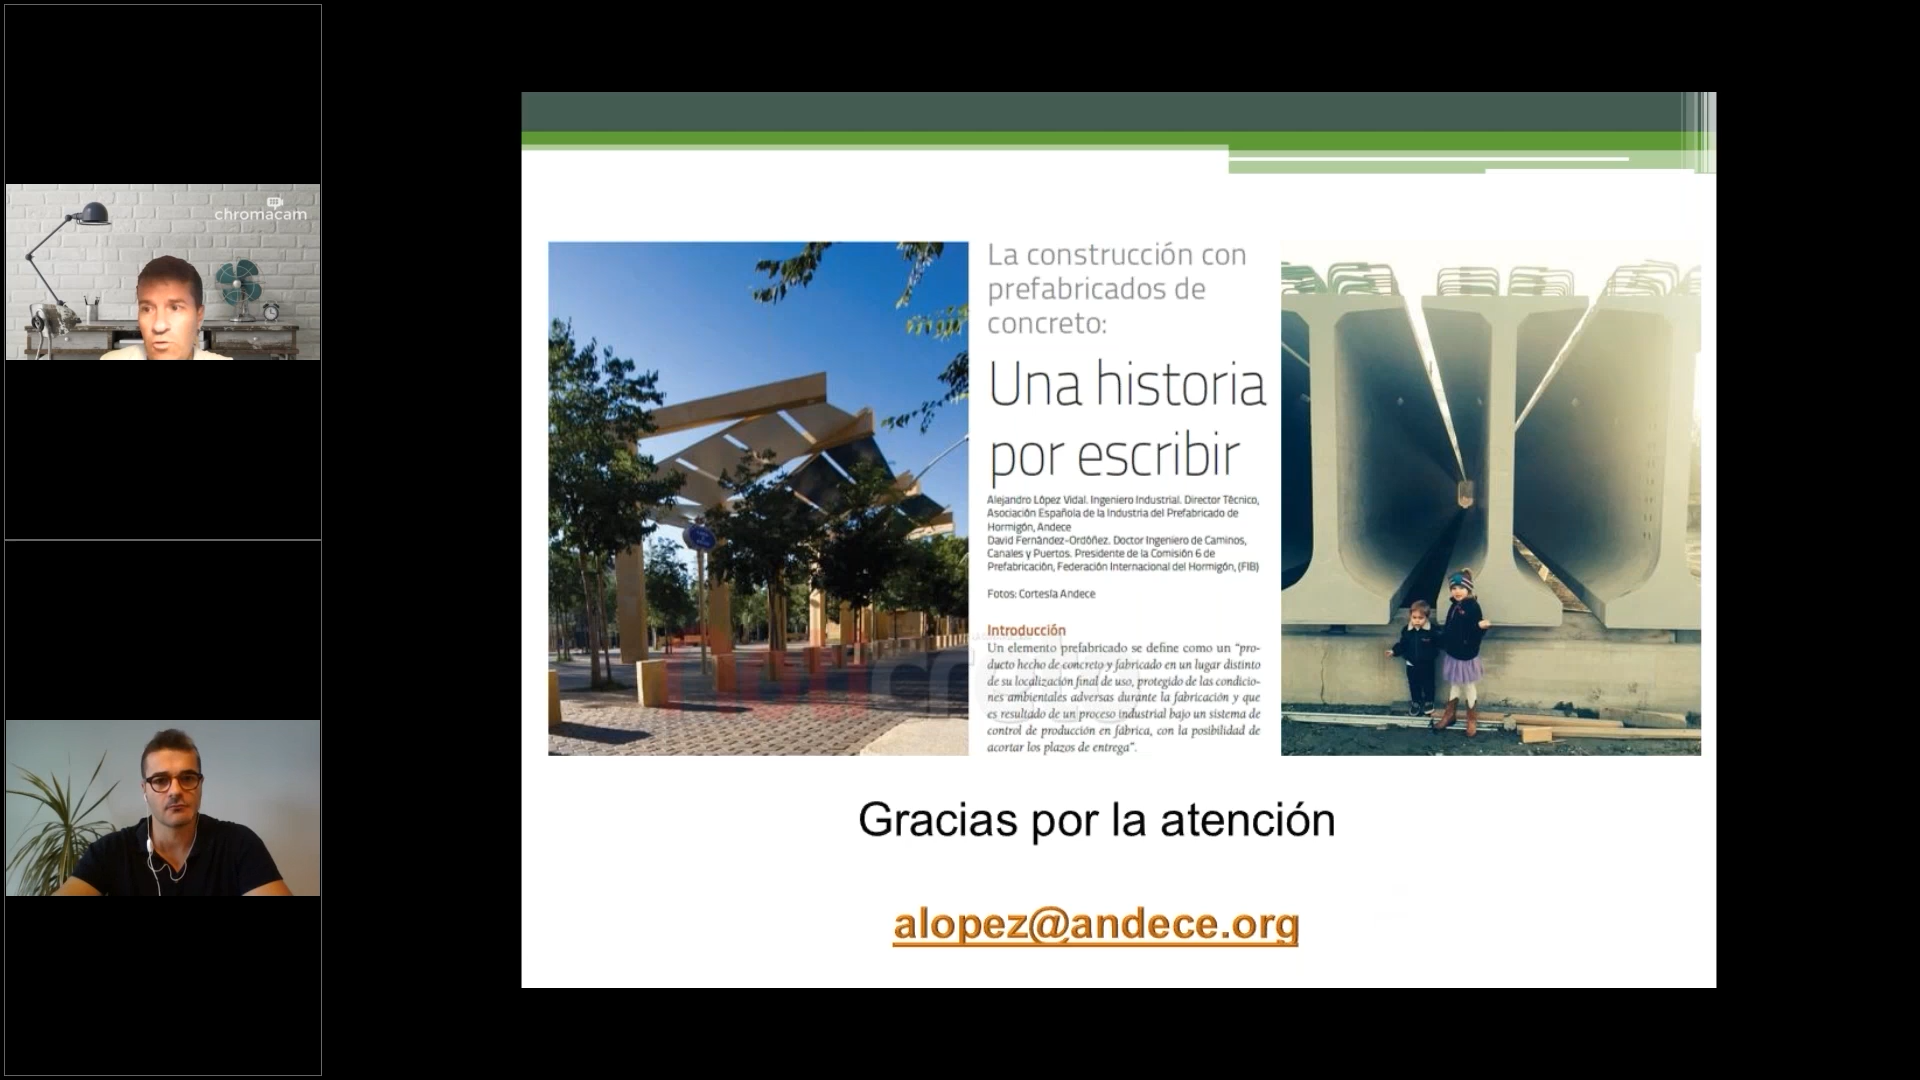 chromacam
La construcción con
prefabricados de
concreto:
Una historia
por escribir
Alejandro López Vidal. Ingeniero Industrial. Director Técnico,
Asociación Española de la Industria del Prefabricado de
Hormigón, Andece
David Fernández-Ordóñez. Doctor Ingeniero de Caminos,
Canales y Puertos. Presidente de la Comisión 6 de
Prefabricación, Federación Internacional del Hormigón, (FIB)
Fotos: Cortesía Andece
Introducción
Un elemento prefabricado se define como un “pro-
ducto hecho de concreto y fabricado en un lugar distinto
de su localización final de uso, protegido de las condicio-
nes ambientales adversas durante la fabricación y que
es resultado de un proceso industrial bajo un sistema de
control de producción en fábrica, con la posibilidad de
acortar los plazos de entrega”.
Gracias por la atención
alopez@andece.org